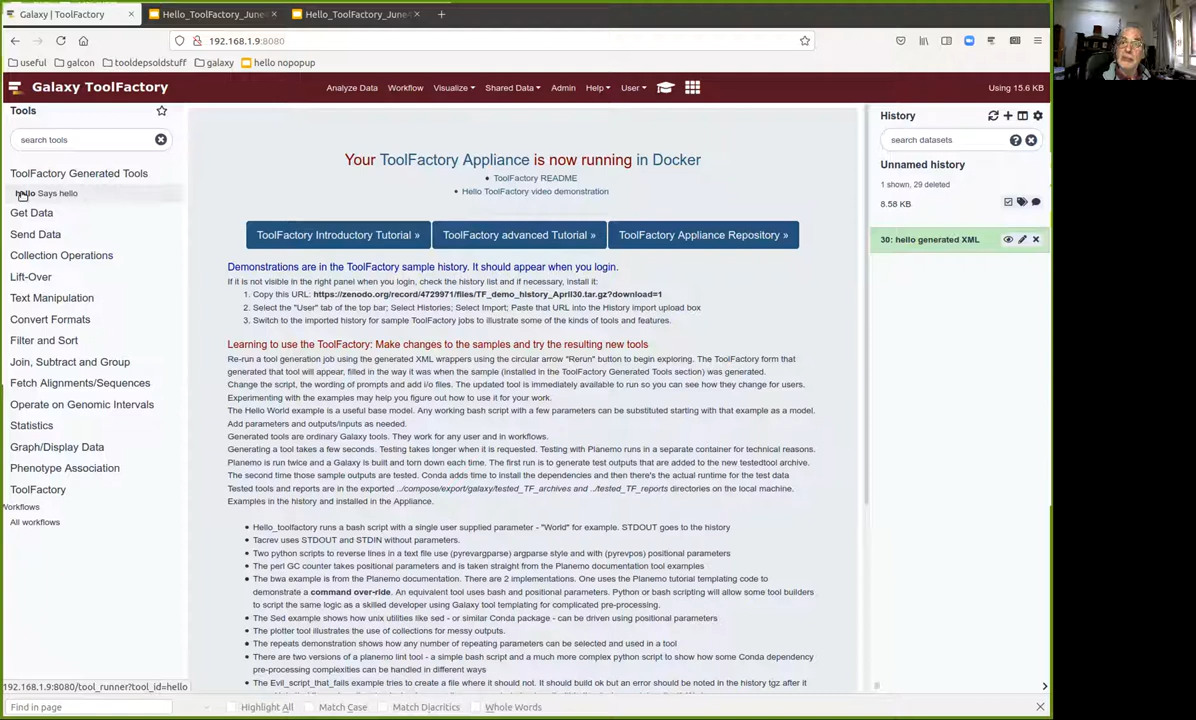 Galaxy | ToolFactory
Hello_ToolFactory_June
Hello_ToolFactory_June
192.168.1.9:8080
useful
galcon
tooldepsoldstuff
galaxy
hello nopopup
Galaxy ToolFactory
Analyze Data
Workflow
Visualize
Shared Data
Admin
Help
User
Using 15.6 KB
Tools
search tools
ToolFactory Generated Tools
hello Says hello
Get Data
Send Data
Collection Operations
Lift-Over
Text Manipulation
Convert Formats
Filter and Sort
Join, Subtract and Group
Fetch Alignments/Sequences
Operate on Genomic Intervals
Statistics
Graph/Display Data
Phenotype Association
ToolFactory
Workflows
All workflows
Your ToolFactory Appliance is now running in Docker
• ToolFactory README
• Hello ToolFactory video demonstration
ToolFactory Introductory Tutorial »
ToolFactory advanced Tutorial »
ToolFactory Appliance Repository »
Demonstrations are in the ToolFactory sample history. It should appear when you login.
If it is not visible in the right panel when you login, check the history list and if necessary, install it:
1. Copy this URL: https://zenodo.org/record/4729971/files/TF_demo_history_April30.tar.gz?download=1
2. Select the "User" tab of the top bar; Select Histories; Select Import; Paste that URL into the History import upload box
3. Switch to the imported history for sample ToolFactory jobs to illustrate some of the kinds of tools and features.
Learning to use the ToolFactory: Make changes to the samples and try the resulting new tools
Re-run a tool generation job using the generated XML wrappers using the circular arrow "Rerun" button to begin exploring. The ToolFactory form that
generated that tool will appear, filled in the way it was when the sample (installed in the ToolFactory Generated Tools section) was generated.
Change the script, the wording of prompts and add i/o files. The updated tool is immediately available to run so you can see how they change for users.
Experimenting with the examples may help you figure out how to use it for your work.
The Hello World example is a useful base model. Any working bash script with a few parameters can be substituted starting with that example as a model.
Add parameters and outputs/inputs as needed.
Generated tools are ordinary Galaxy tools. They work for any user and in workflows.
Generating a tool takes a few seconds. Testing takes longer when it is requested. Testing with Planemo runs in a separate container for technical reasons.
Planemo is run twice and a Galaxy is built and torn down each time. The first run is to generate test outputs that are added to the new testedtool archive.
The second time those sample outputs are tested. Conda adds time to install the dependencies and then there's the actual runtime for the test data
Tested tools and reports are in the exported ../compose/export/galaxy/tested_TF_archives and ../tested_TF_reports directories on the local machine.
Examples in the history and installed in the Appliance.
• Hello_toolfactory runs a bash script with a single user supplied parameter - "World" for example. STDOUT goes to the history
• Tacrev uses STDOUT and STDIN without parameters.
• Two python scripts to reverse lines in a text file use (pyrevargparse) argparse style and with (pyrevpos) positional parameters
• The perl GC counter takes positional parameters and is taken straight from the Planemo documentation tool examples
• The bwa example is from the Planemo documentation. There are 2 implementations. One uses the Planemo tutorial templating code to
demonstrate a command over-ride. An equivalent tool uses bash and positional parameters. Python or bash scripting will allow some tool builders
to script the same logic as a skilled developer using Galaxy tool templating for complicated pre-processing.
• The Sed example shows how unix utilities like sed - or similar Conda package - can be driven using positional parameters
• The plotter tool illustrates the use of collections for messy outputs.
• The repeats demonstration shows how any number of repeating parameters can be selected and used in a tool
• There are two versions of a planemo lint tool - a simple bash script and a much more complex python script to show how some Conda dependency
pre-processing complexities can be handled in different ways
• The Evil_script_that_fails example tries to create a file where it should not. It should build ok but an error should be noted in the history tgz after it
History
search datasets
Unnamed history
1 shown, 29 deleted
8.58 KB
30: hello generated XML
192.168.1.9:8080/tool_runner?tool_id=hello
Find in page
Highlight All
Match Case
Match Diacritics
Whole Words